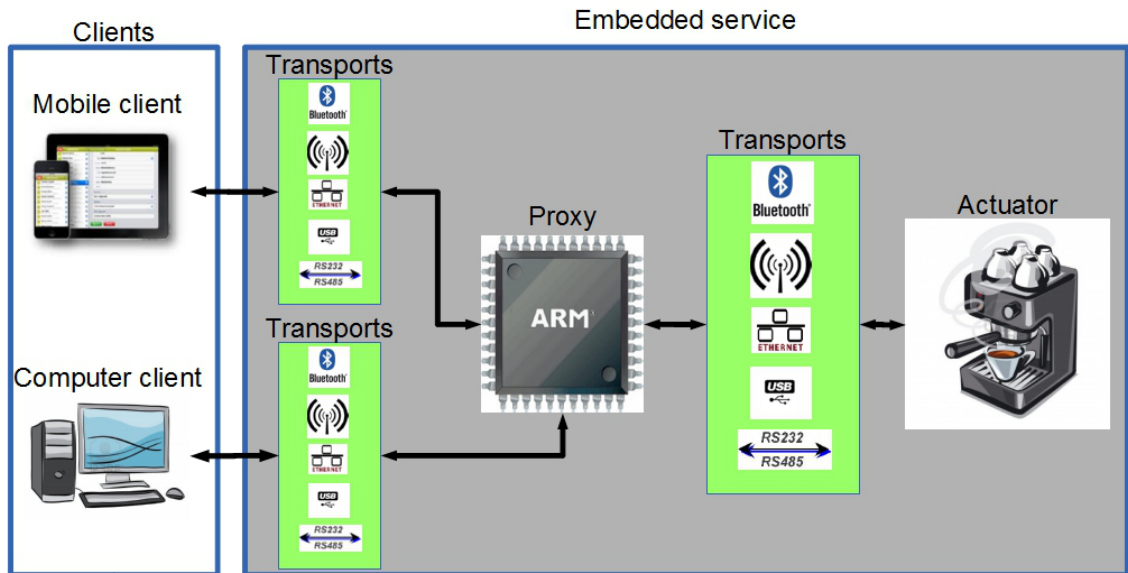 Clients
Embedded service
Mobile client
Transports
Bluetooth
ETHERNET
USB
RS232
RS485
Transports
Bluetooth
ETHERNET
USB
RS232
RS485
Computer client
Proxy
ARM
Transports
Bluetooth
ETHERNET
USB
RS232
RS485
Actuator